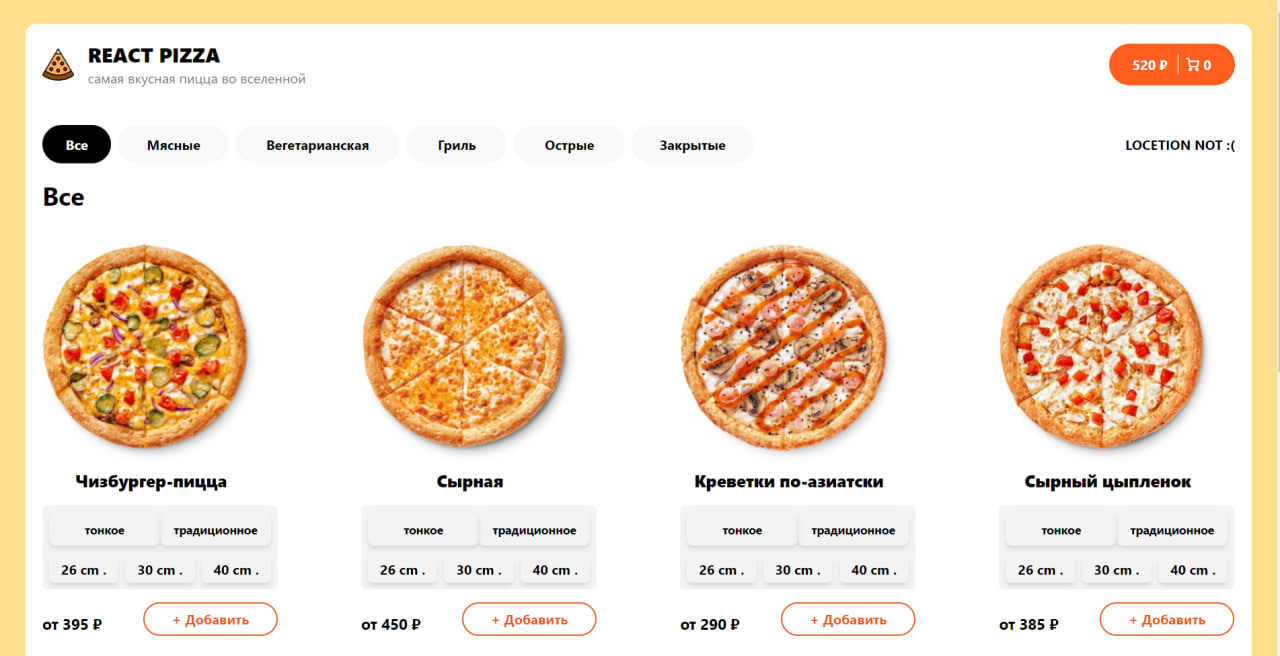 REACT PIZZA
самая вкусная пицца во вселенной
520 ₽ 0
Все Мясные Вегетарианская Гриль Острые Закрытые LOCETION NOT :(
Все
Чизбургер-пицца Сырная Креветки по-азиатски Сырный цыпленок
тонкое традиционное тонкое традиционное тонкое традиционное тонкое традиционное
26 cm . 30 cm . 40 cm . 26 cm . 30 cm . 40 cm . 26 cm . 30 cm . 40 cm . 26 cm . 30 cm . 40 cm .
от 395 ₽ + Добавить от 450 ₽ + Добавить от 290 ₽ + Добавить от 385 ₽ + Добавить